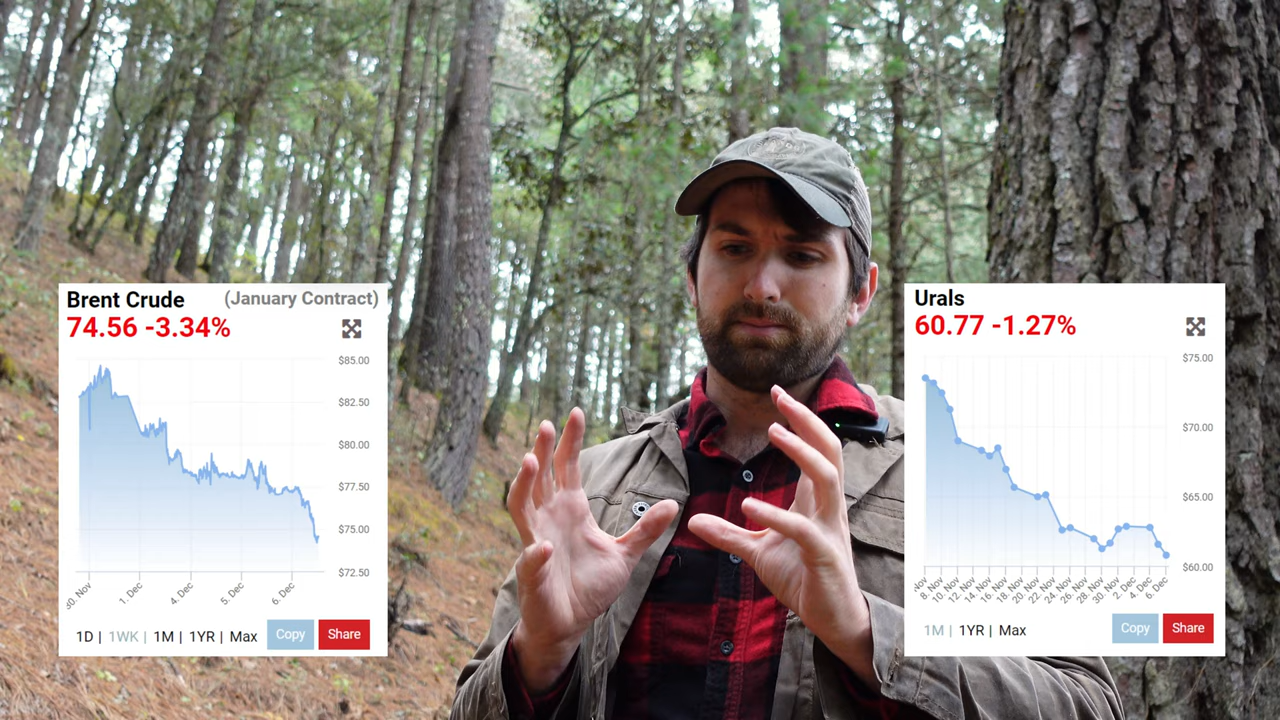 Brent Crude (January Contract)
74.56 -3.34%
$85.00
$82.50
$80.00
$77.50
$75.00
$72.50
30. Nov 1. Dec 4. Dec 5. Dec 6. Dec
1D | 1WK | 1M | 1YR | Max Copy Share
Urals
60.77 -1.27%
$75.00
$70.00
$65.00
$60.00
Nov 8. Nov 10. Nov 12. Nov 14. Nov 16. Nov 18. Nov 20. Nov 22. Nov 24. Nov 26. Nov 28. Nov 30. Nov 2. Dec 4. Dec 6. Dec
1M | 1YR | Max Copy Share